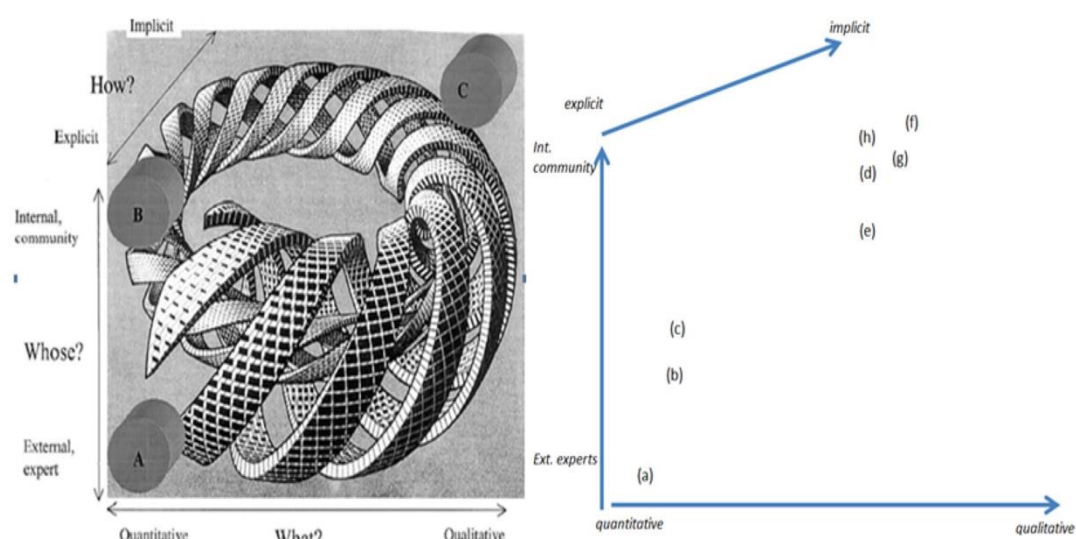 Implicit
How?
Explicit
Internal,
community
Whose?
External,
expert
Quantitative
What?
Qualitative
A
B
C
implicit
explicit
Int.
community
Ext. experts
quantitative
qualitative
(a)
(b)
(c)
(d)
(e)
(f)
(g)
(h)